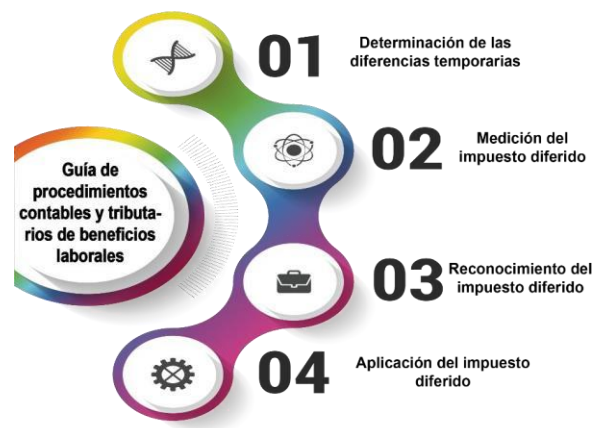 Guía de
procedimientos
contables y tributa-
rios de beneficios
laborales
01
Determinación de las
diferencias temporarias
02
Medición del
impuesto diferido
03
Reconocimiento del
impuesto diferido
04
Aplicación del impuesto
diferido